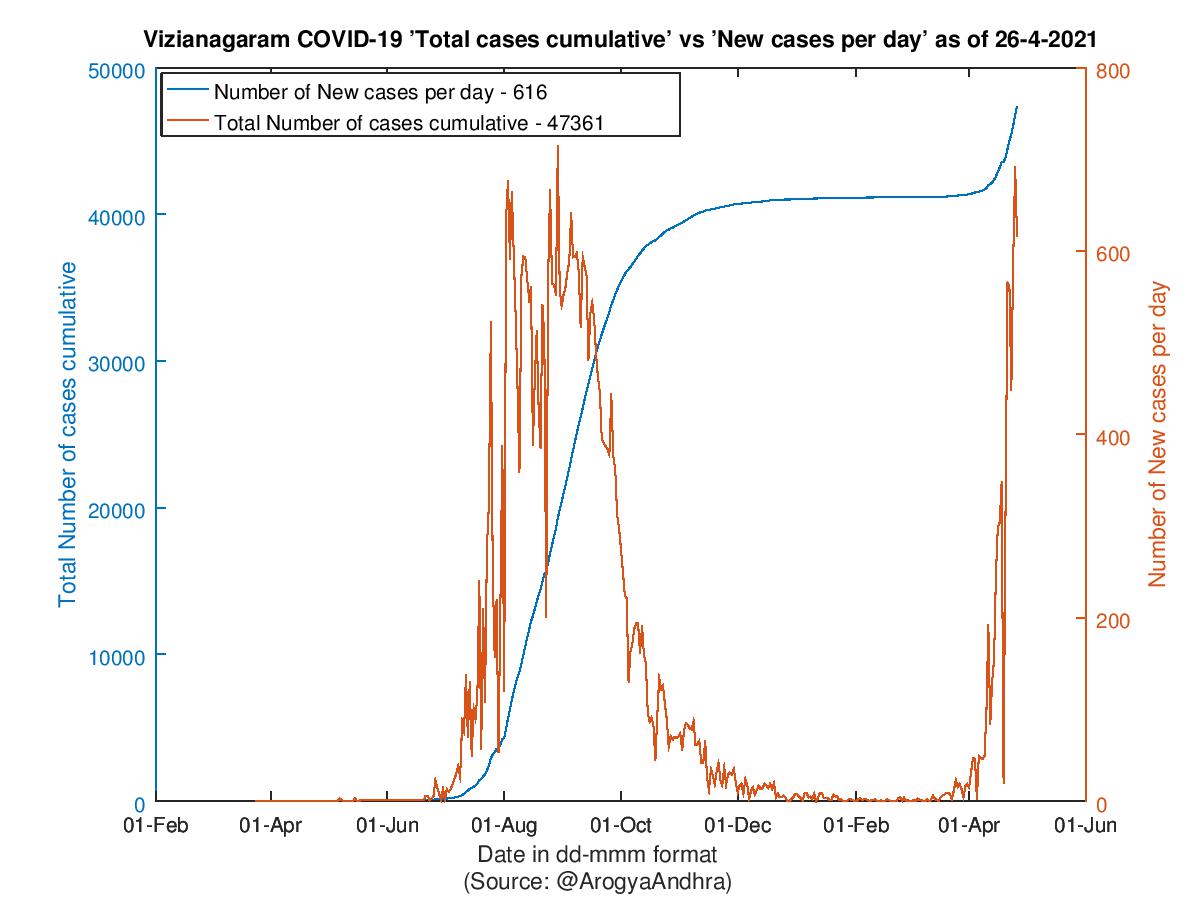 Vizianagaram COVID-19 ’Total cases cumulative’ vs ’New cases per day’ as of 26-4-2021
50000
40000
30000
20000
10000
0
Total Number of cases cumulative
Number of New cases per day - 616
Total Number of cases cumulative - 47361
800
600
400
200
0
Number of New cases per day
01-Feb 01-Apr 01-Jun 01-Aug 01-Oct 01-Dec 01-Feb 01-Apr 01-Jun
Date in dd-mmm format
(Source: @ArogyaAndhra)